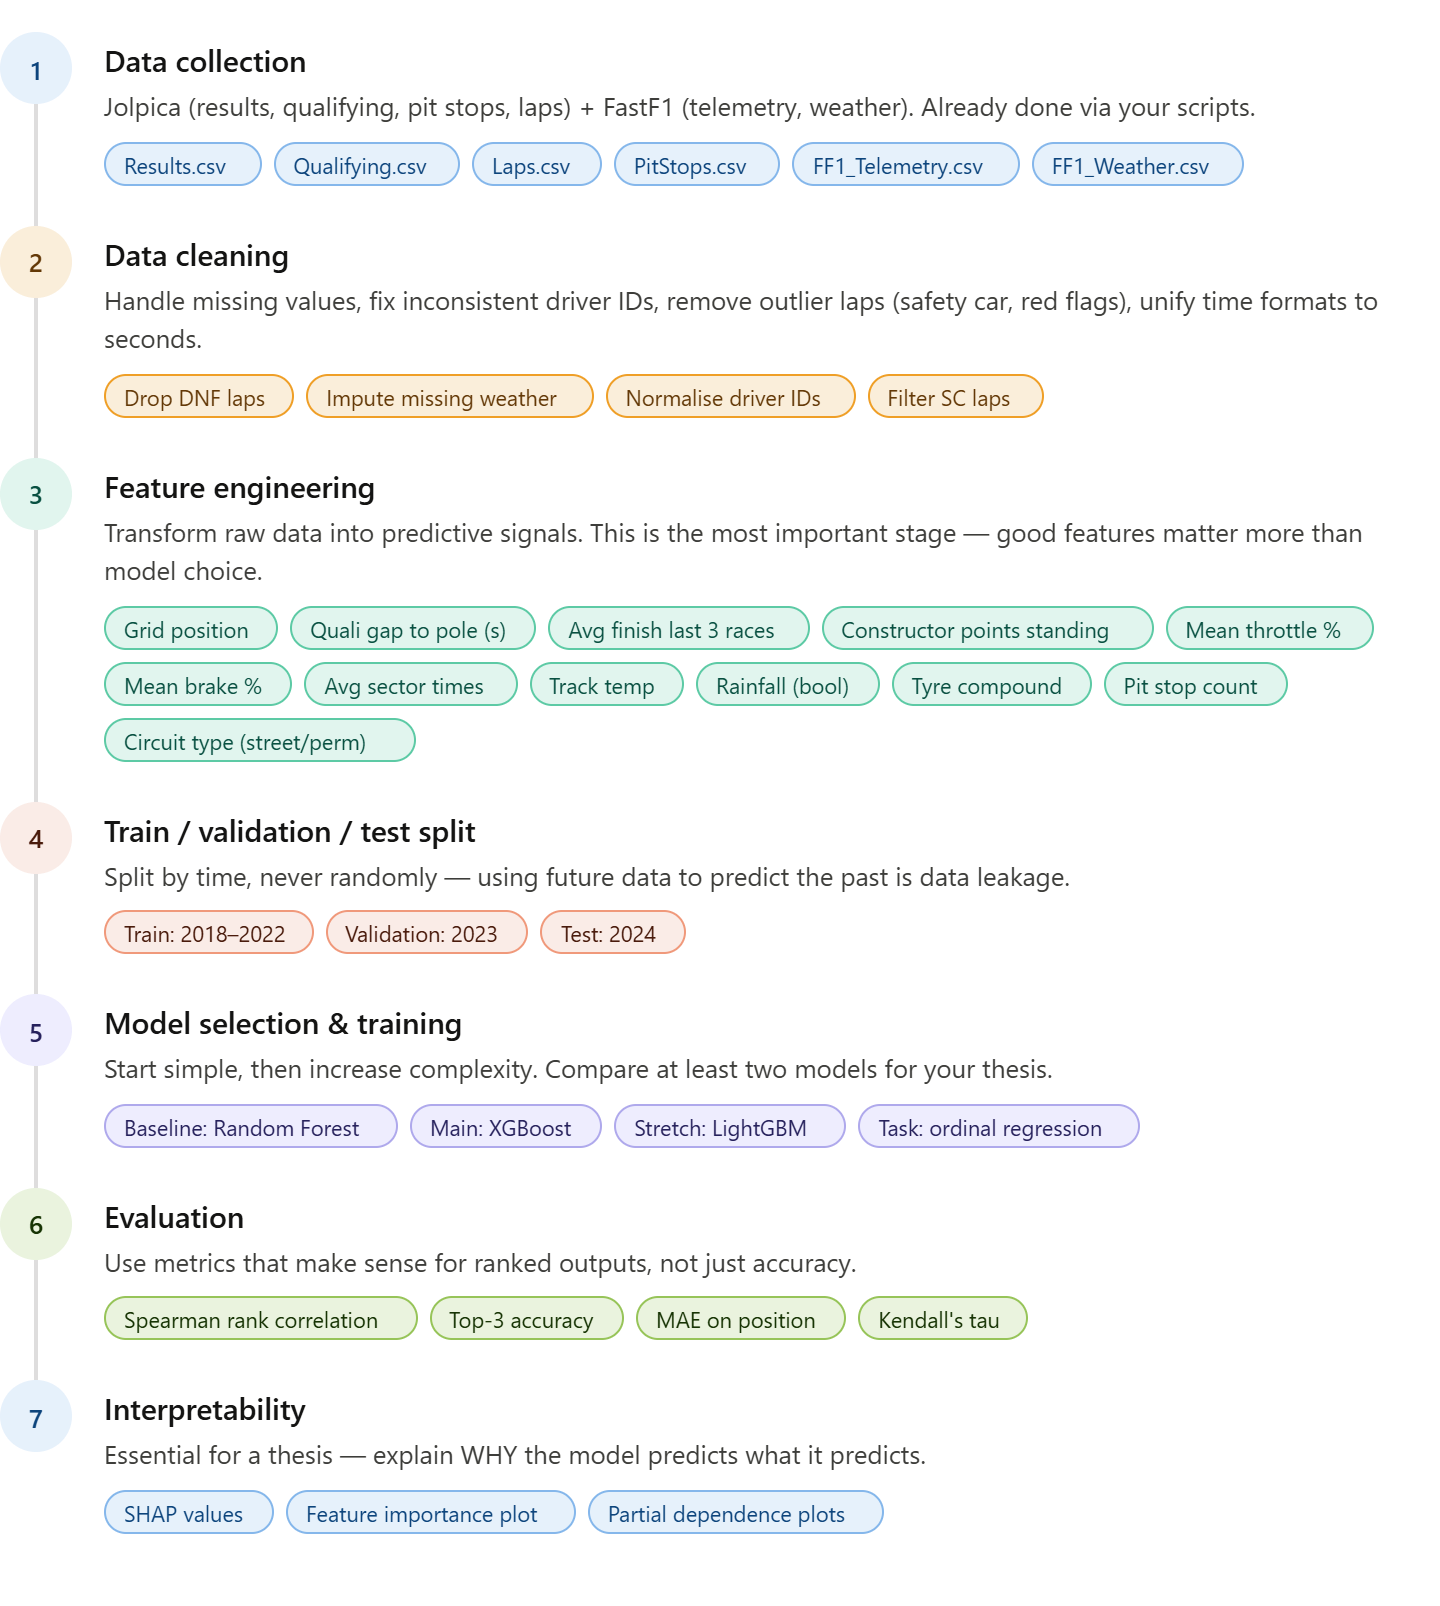 1
Data collection
Jolpica (results, qualifying, pit stops, laps) + FastF1 (telemetry, weather). Already done via your scripts.
Results.csv Qualifying.csv Laps.csv PitStops.csv FF1_Telemetry.csv FF1_Weather.csv
2
Data cleaning
Handle missing values, fix inconsistent driver IDs, remove outlier laps (safety car, red flags), unify time formats to
seconds.
Drop DNF laps Impute missing weather Normalise driver IDs Filter SC laps
3
Feature engineering
Transform raw data into predictive signals. This is the most important stage — good features matter more than
model choice.
Grid position Quali gap to pole (s) Avg finish last 3 races Constructor points standing Mean throttle %
Mean brake % Avg sector times Track temp Rainfall (bool) Tyre compound Pit stop count
Circuit type (street/perm)
4
Train / validation / test split
Split by time, never randomly — using future data to predict the past is data leakage.
Train: 2018–2022 Validation: 2023 Test: 2024
5
Model selection & training
Start simple, then increase complexity. Compare at least two models for your thesis.
Baseline: Random Forest Main: XGBoost Stretch: LightGBM Task: ordinal regression
6
Evaluation
Use metrics that make sense for ranked outputs, not just accuracy.
Spearman rank correlation Top-3 accuracy MAE on position Kendall's tau
7
Interpretability
Essential for a thesis — explain WHY the model predicts what it predicts.
SHAP values Feature importance plot Partial dependence plots